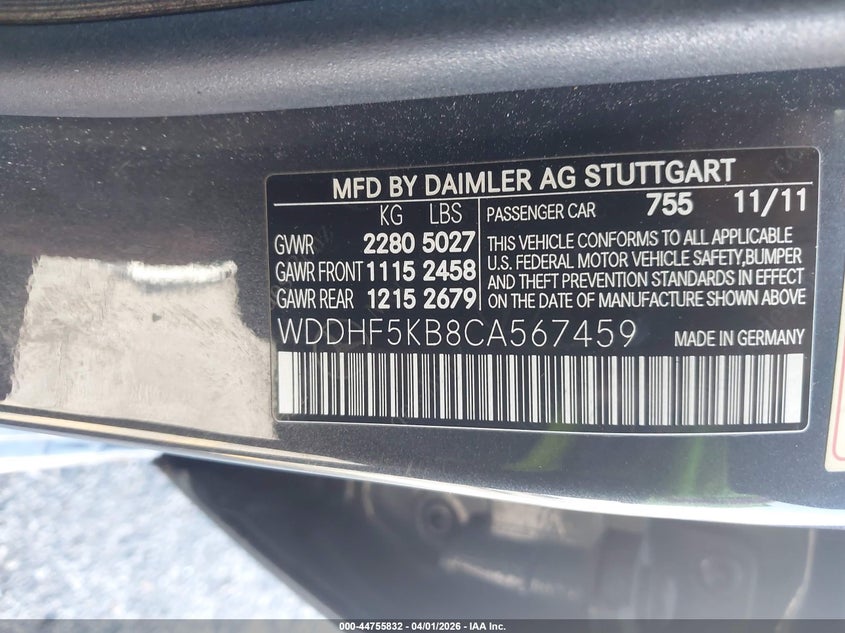 MFD BY DAIMLER AG STUTTGART
KG LBS
GVWR 2280 5027
GAWR FRONT 1115 2458
GAWR REAR 1215 2679
PASSENGER CAR 755 11/11
THIS VEHICLE CONFORMS TO ALL APPLICABLE
U.S. FEDERAL MOTOR VEHICLE SAFETY,BUMPER
AND THEFT PREVENTION STANDARDS IN EFFECT
ON THE DATE OF MANUFACTURE SHOWN ABOVE
WDDHF5KB8CA567459 MADE IN GERMANY
000-44755832 | 04/01/2026 | IAA Inc.